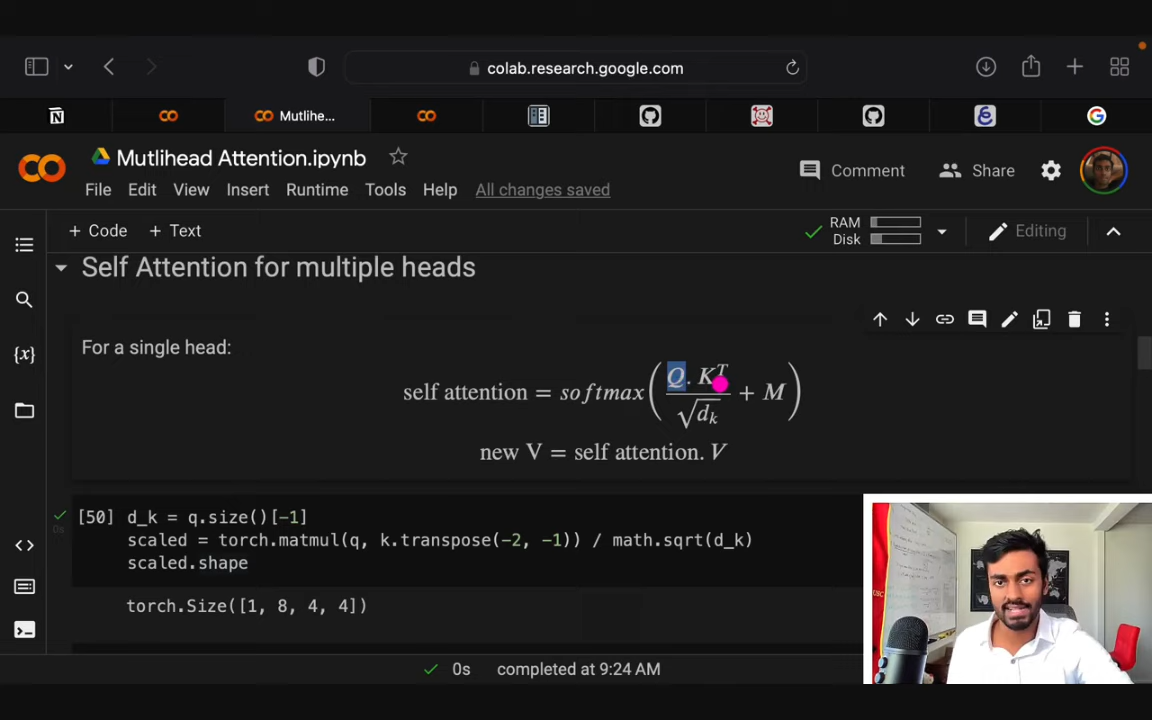 colab.research.google.com
Mutlihe...
Mutlihead Attention.ipynb
Comment
Share
File Edit View Insert Runtime Tools Help All changes saved
+ Code + Text
RAM
Disk
Editing
Self Attention for multiple heads
For a single head:
self attention = softmax(Q.K^T / √d_k + M)
new V = self attention. V
[50] d_k = q.size()[-1]
0s
scaled = torch.matmul(q, k.transpose(-2, -1)) / math.sqrt(d_k)
scaled.shape
torch.Size([1, 8, 4, 4])
0s completed at 9:24 AM